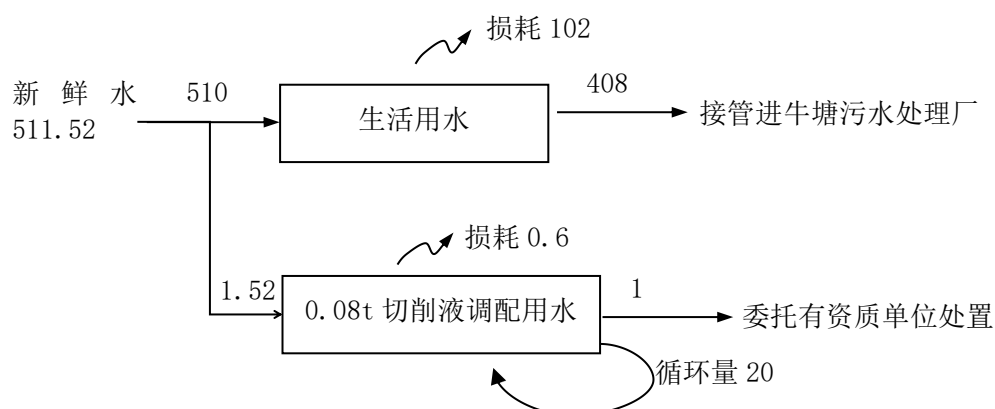 损耗 102
新鲜水 510
511.52
生活用水
408
接管进牛塘污水处理厂
损耗 0.6
1.52
0.08t 切削液调配用水
1
委托有资质单位处置
循环量 20